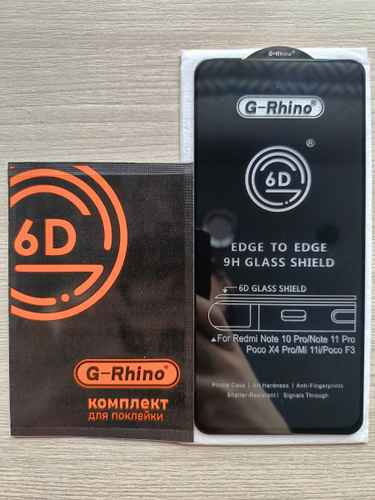 G-Rhino®
G-Rhino®
6D
®
EDGE TO EDGE
9H GLASS SHIELD
6D GLASS SHIELD
For Redmi Note 10 Pro/Note 11 Pro
Poco X4 Pro/Mi 11i/Poco F3
Phone Case | 9H Hardness | Anti-Fingerprints
Shatter-Resistant | Signals Through
6D
G-Rhino®
КОМПЛЕКТ
для поклейки